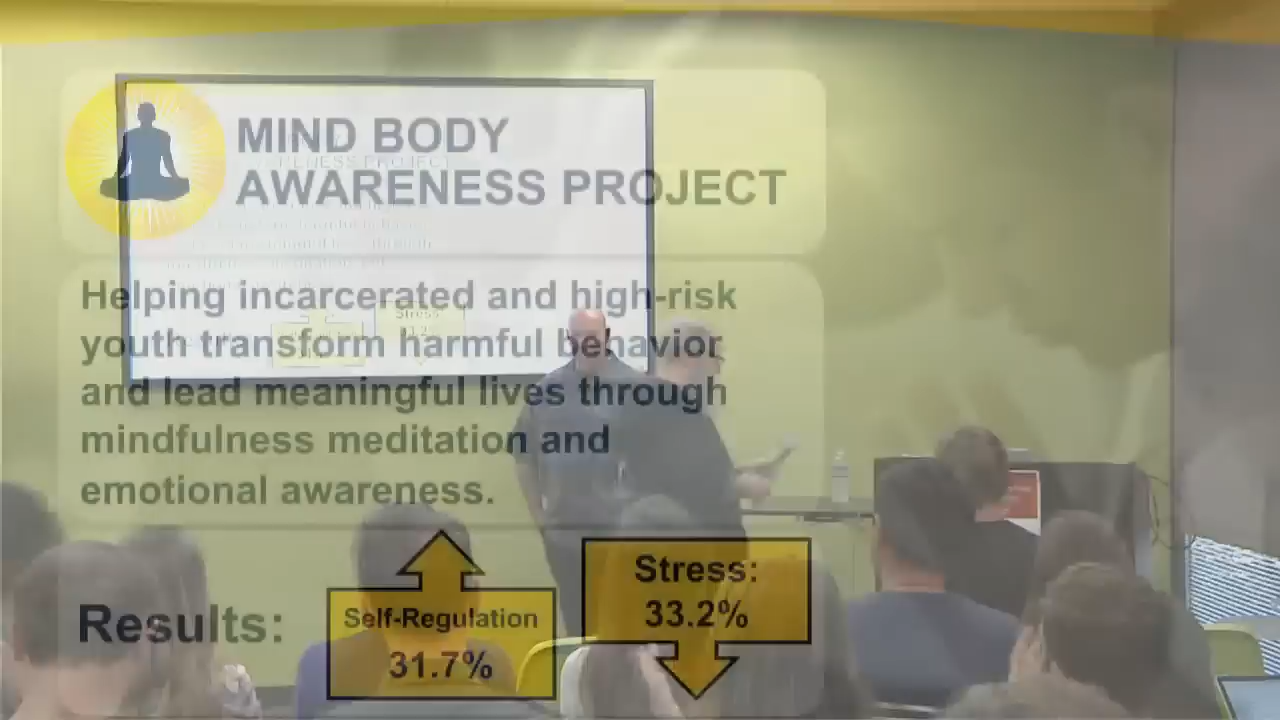 MIND BODY
AWARENESS PROJECT
Helping incarcerated and high-risk
youth transform harmful behavior
and lead meaningful lives through
mindfulness meditation and
emotional awareness.
Results:
Self-Regulation
31.7%
Stress:
33.2%